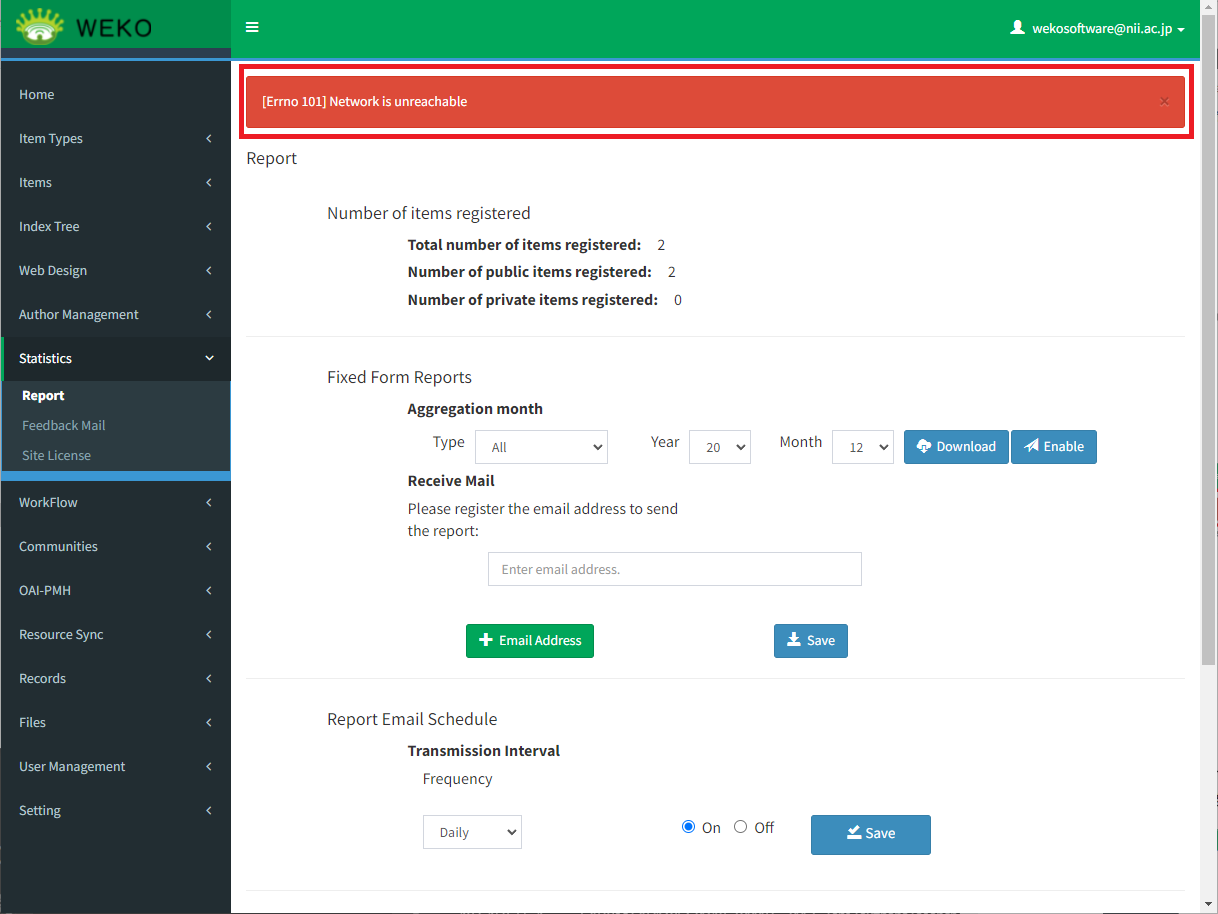 WEKO
wekosoftware@nii.ac.jp
[Errno 101] Network is unreachable
×
Home
Item Types
Items
Index Tree
Web Design
Author Management
Statistics
Report
Feedback Mail
Site License
WorkFlow
Communities
OAI-PMH
Resource Sync
Records
Files
User Management
Setting
Report
Number of items registered
Total number of items registered: 2
Number of public items registered: 2
Number of private items registered: 0
Fixed Form Reports
Aggregation month
Type All Year 20 Month 12 Download Enable
Receive Mail
Please register the email address to send
the report:
Enter email address.
Email Address Save
Report Email Schedule
Transmission Interval
Frequency
Daily On Off Save